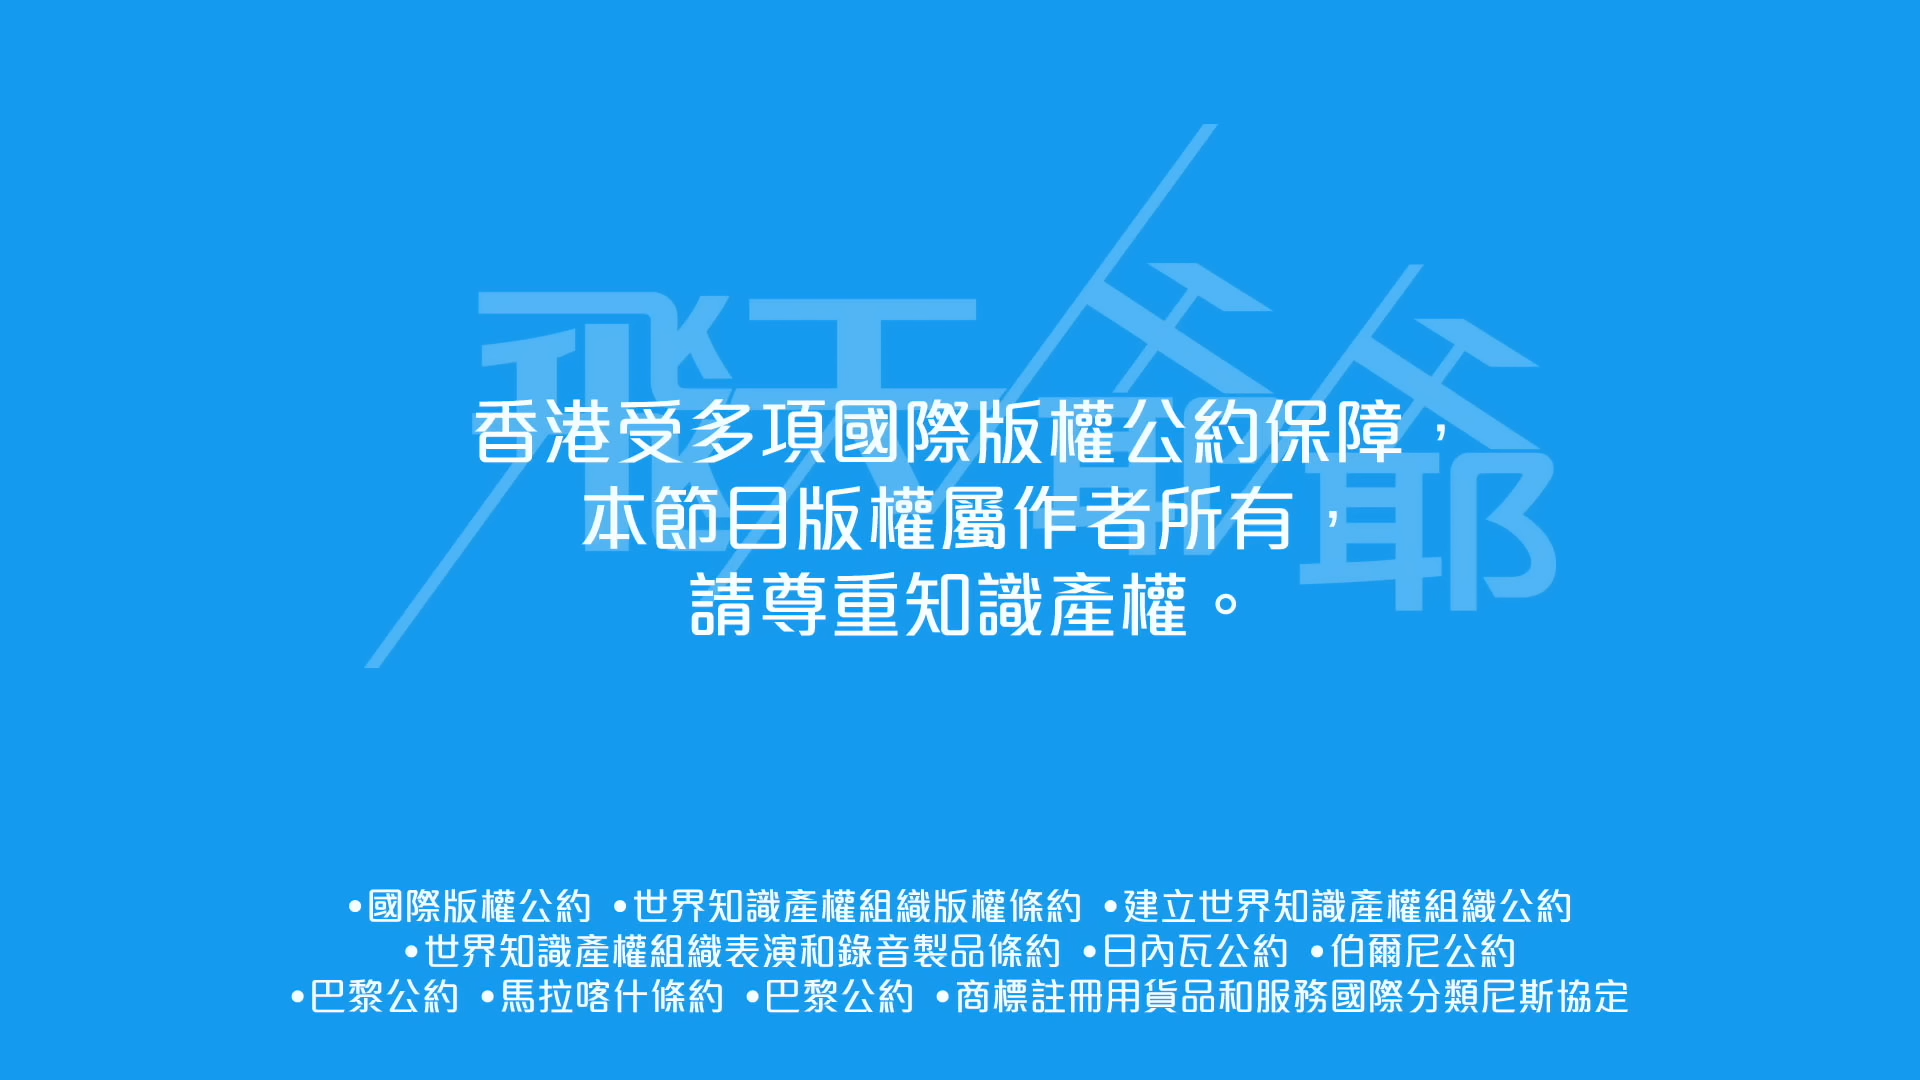 飛天爺爺
香港受多項國際版權公約保障，
本節目版權屬作者所有，
請尊重知識產權。
•國際版權公約 •世界知識產權組織版權條約 •建立世界知識產權組織公約
•世界知識產權組織表演和錄音製品條約 •日內瓦公約 •伯爾尼公約
•巴黎公約 •馬拉喀什條約 •巴黎公約 •商標註冊用貨品和服務國際分類尼斯協定